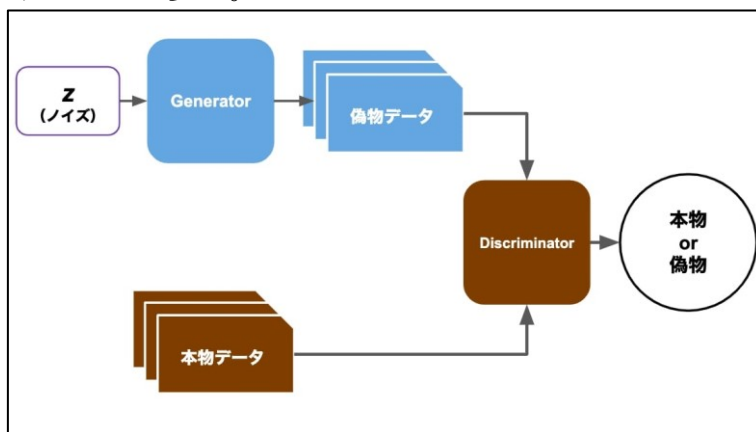 z
(ノイズ)
Generator
偽物データ
Discriminator
本物
or
偽物
本物データ